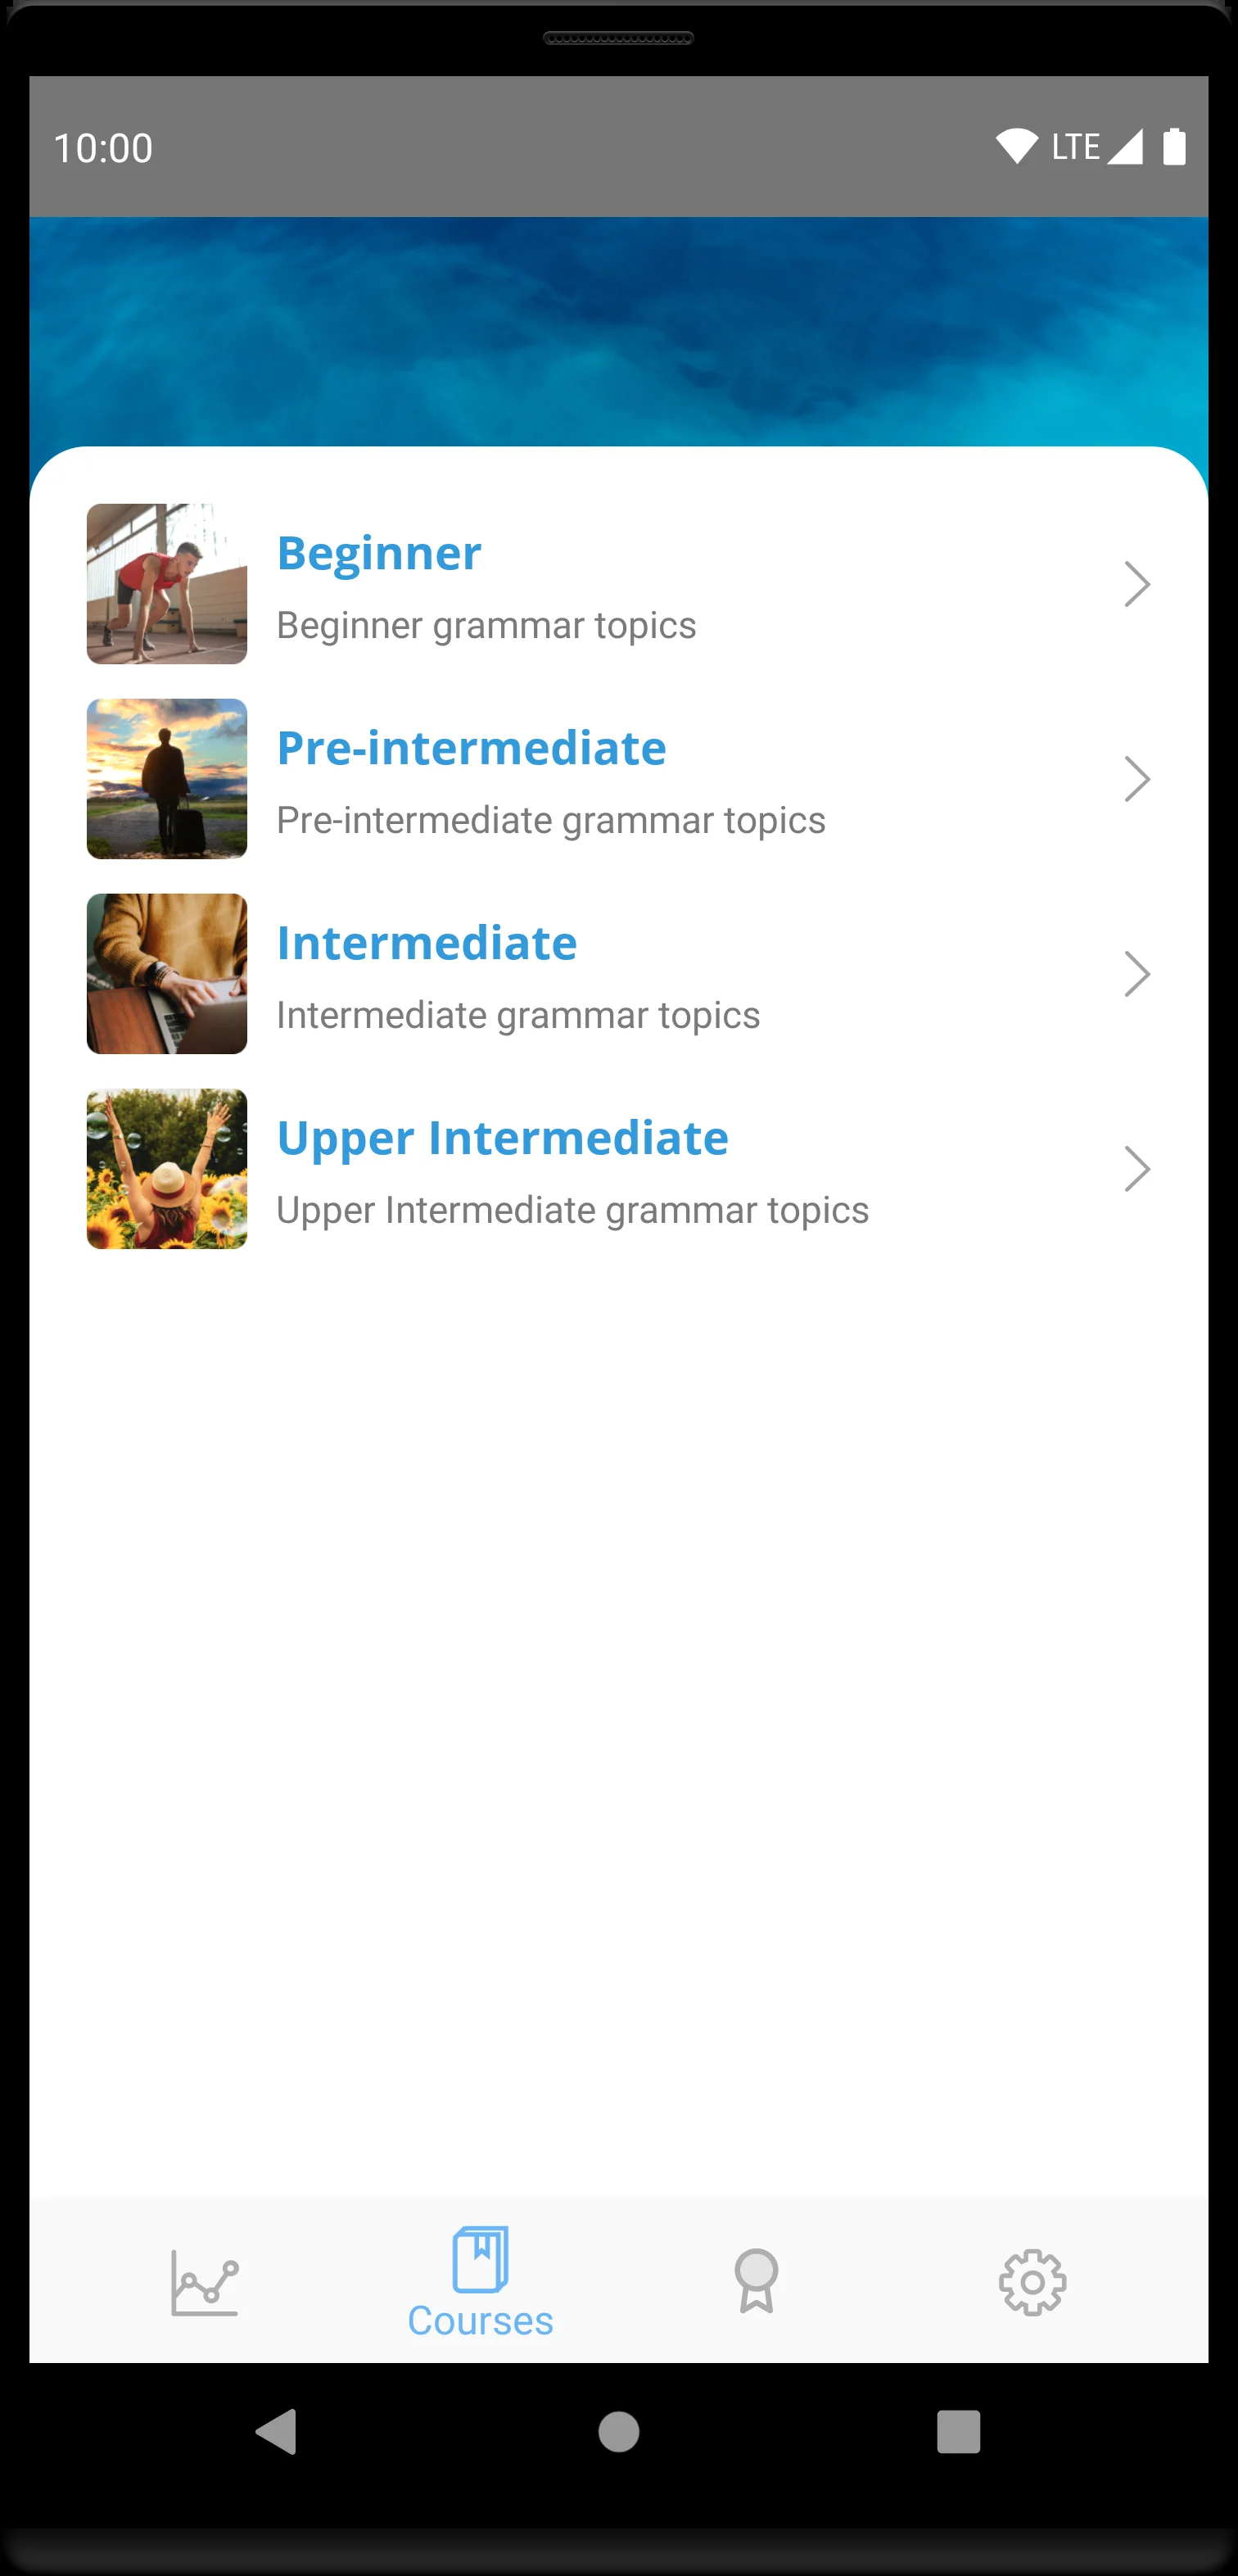 10:00 LTE
Beginner
Beginner grammar topics
Pre-intermediate
Pre-intermediate grammar topics
Intermediate
Intermediate grammar topics
Upper Intermediate
Upper Intermediate grammar topics
Courses